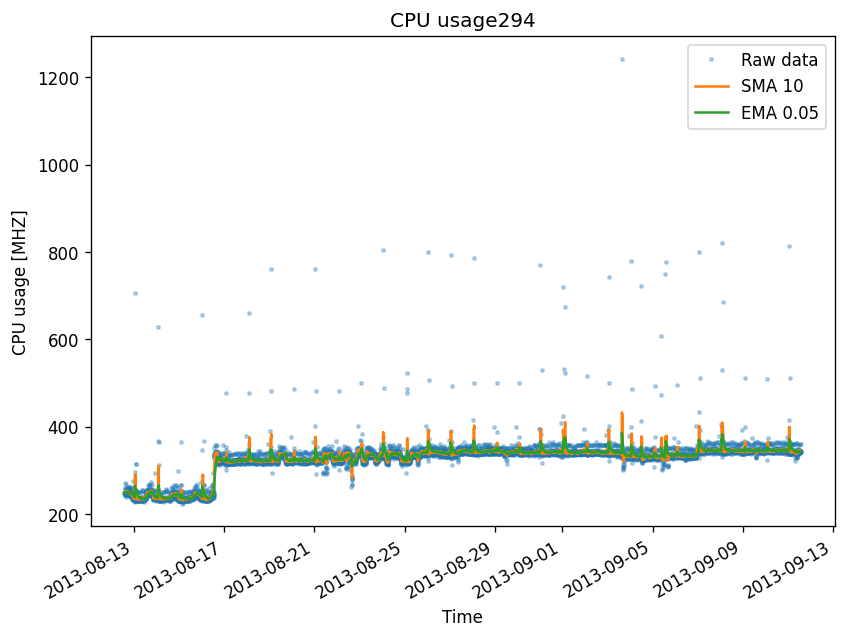 CPU usage294
Raw data
SMA 10
EMA 0.05
CPU usage [MHZ]
1200
1000
800
600
400
200
2013-08-13
2013-08-17
2013-08-21
2013-08-25
2013-08-29
2013-09-01
2013-09-05
2013-09-09
2013-09-13
Time